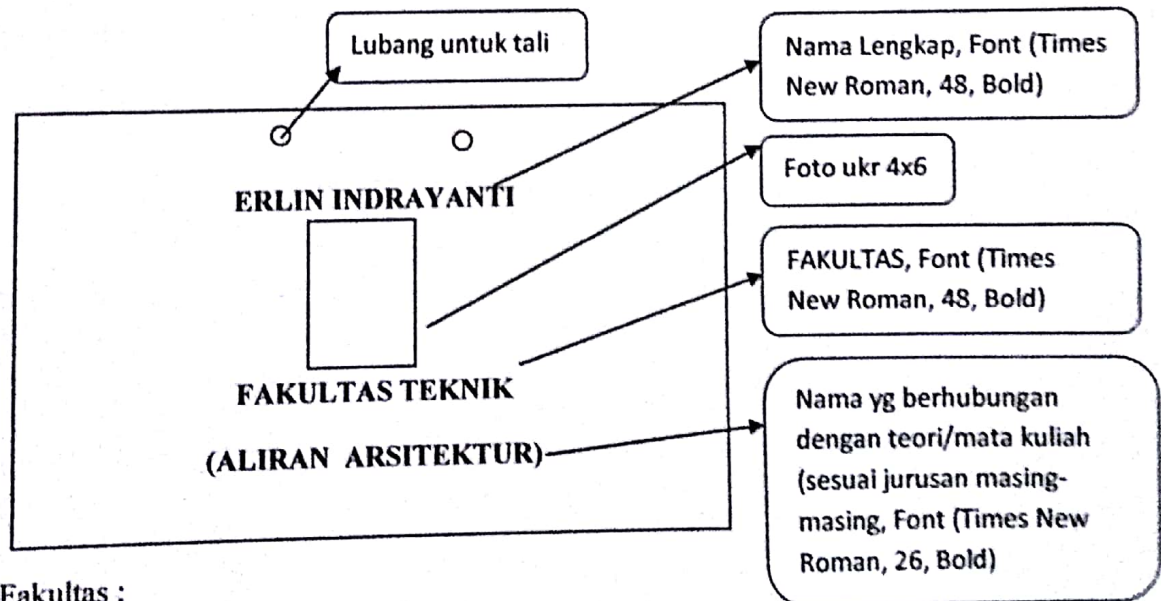 Lubang untuk tali
Nama Lengkap, Font (Times
New Roman, 48, Bold)
Foto ukr 4x6
ERLIN INDRAYANTI
FAKULTAS, Font (Times
New Roman, 48, Bold)
FAKULTAS TEKNIK
(ALIRAN ARSITEKTUR)
Nama yg berhubungan
dengan teori/mata kuliah
(sesuai jurusan masing-
masing, Font (Times New
Roman, 26, Bold)
Fakultas :